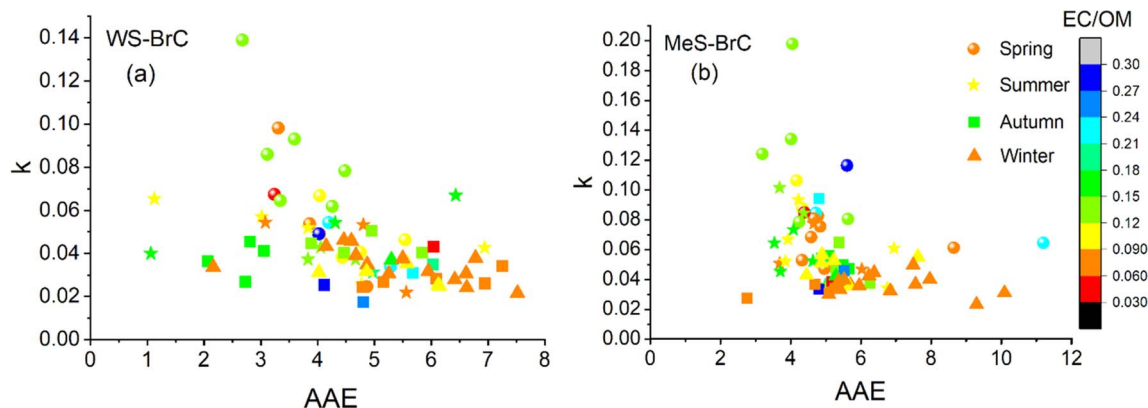 WS-BrC
(a)
k
0.14
0.12
0.10
0.08
0.06
0.04
0.02
0.00
0 1 2 3 4 5 6 7 8
AAE
MeS-BrC
(b)
k
0.20
0.18
0.16
0.14
0.12
0.10
0.08
0.06
0.04
0.02
0.00
0 2 4 6 8 10 12
AAE
Spring
Summer
Autumn
Winter
EC/OM
0.30
0.27
0.24
0.21
0.18
0.15
0.12
0.090
0.060
0.030